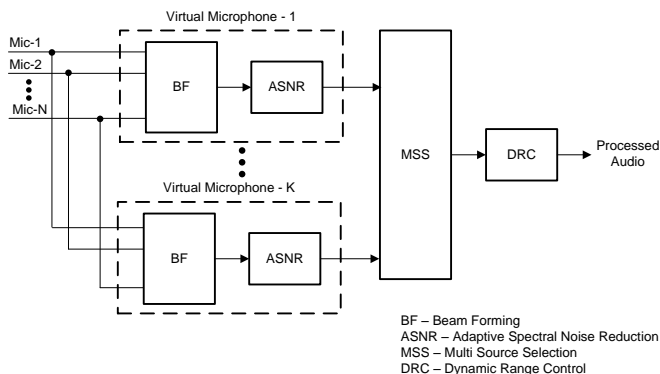 Virtual Microphone - 1
Mic-1
Mic-2
Mic-N
BF
ASNR
MSS
DRC
Processed
Audio
Virtual Microphone - K
BF
ASNR
BF – Beam Forming
ASNR – Adaptive Spectral Noise Reduction
MSS – Multi Source Selection
DRC – Dynamic Range Control